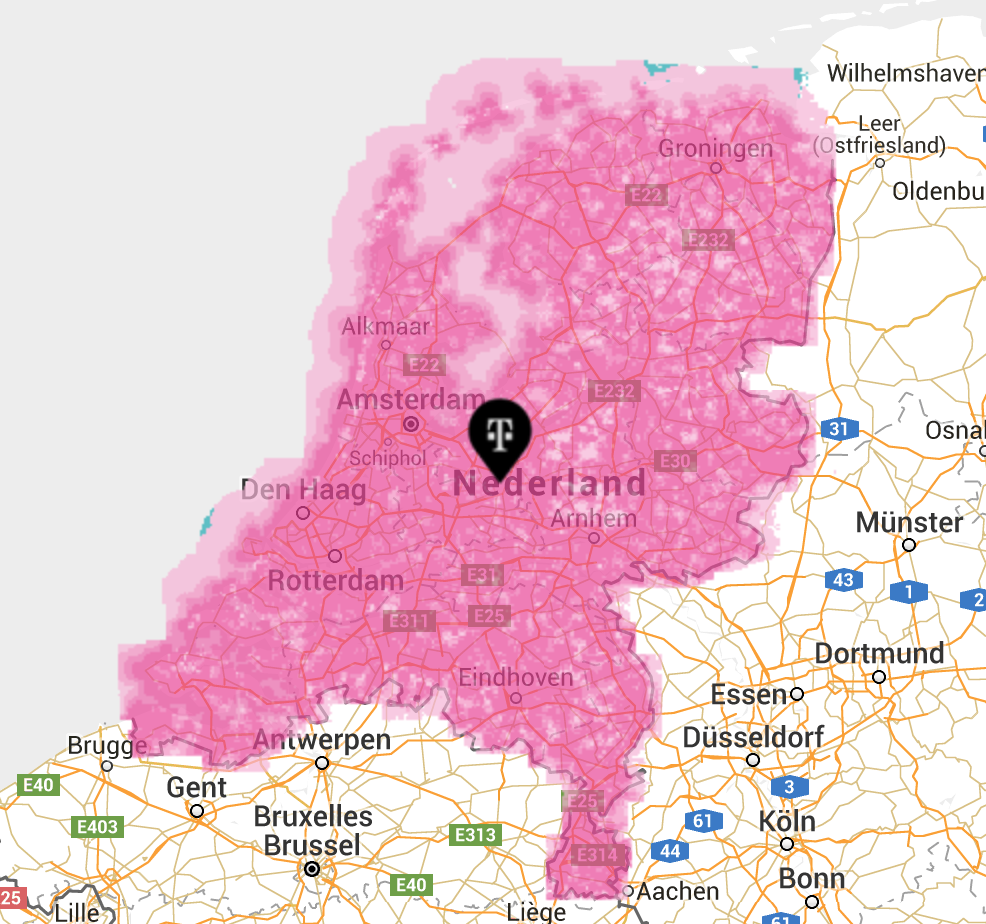 Wilhelmshaven
Leer
(Ostfriesland)
Groningen
Oldenbu
E22
E232
Alkmaar
E22
Amsterdam
E232
31
Osnal
T
Schiphol
E30
Nederland
Den Haag
Arnhem
Münster
Rotterdam
E31
43
1
2
E311
E25
Dortmund
Eindhoven
Essen
Brugge
Antwerpen
Düsseldorf
E40
Gent
E25
3
E403
Bruxelles
Brussel
E313
61
Köln
44
E314
E40
Aachen
Bonn
25
Lille
Liège
61